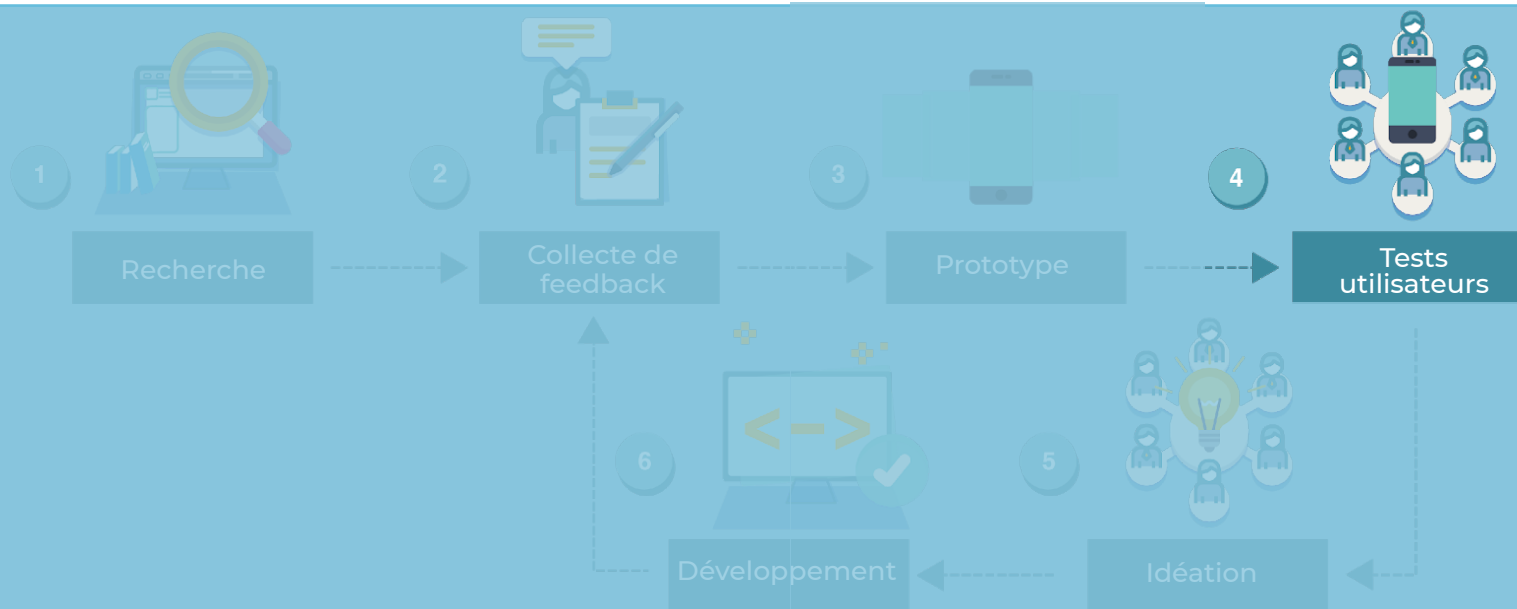 1
Recherche
2
Collecte de
feedback
3
Prototype
4
Tests
utilisateurs
5
Idéation
6
<->
Développement